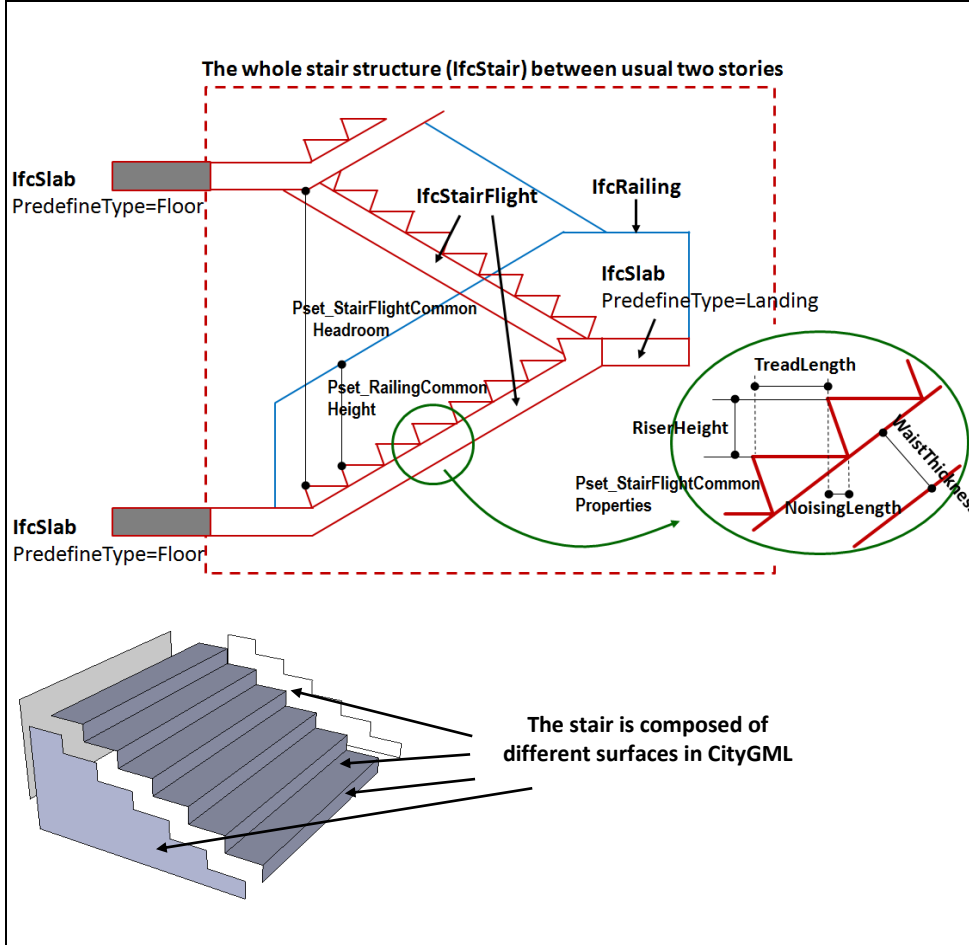 The whole stair structure (IfcStair) between usual two stories
IfcSlab
PredefineType=Floor
IfcStairFlight
IfcRailing
IfcSlab
PredefineType=Landing
Pset_StairFlightCommon
Headroom
Pset_RailingCommon
Height
TreadLength
RiserHeight
WaistThickness
NoisingLength
Pset_StairFlightCommon
Properties
IfcSlab
PredefineType=Floor
The stair is composed of
different surfaces in CityGML